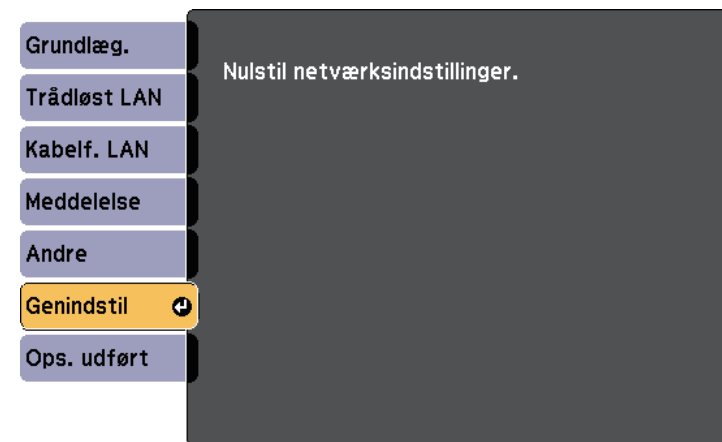 Grundlæg.
Nulstil netværksindstillinger.
Trådløst LAN
Kabelf. LAN
Meddelelse
Andre
Genindstil
Ops. udført